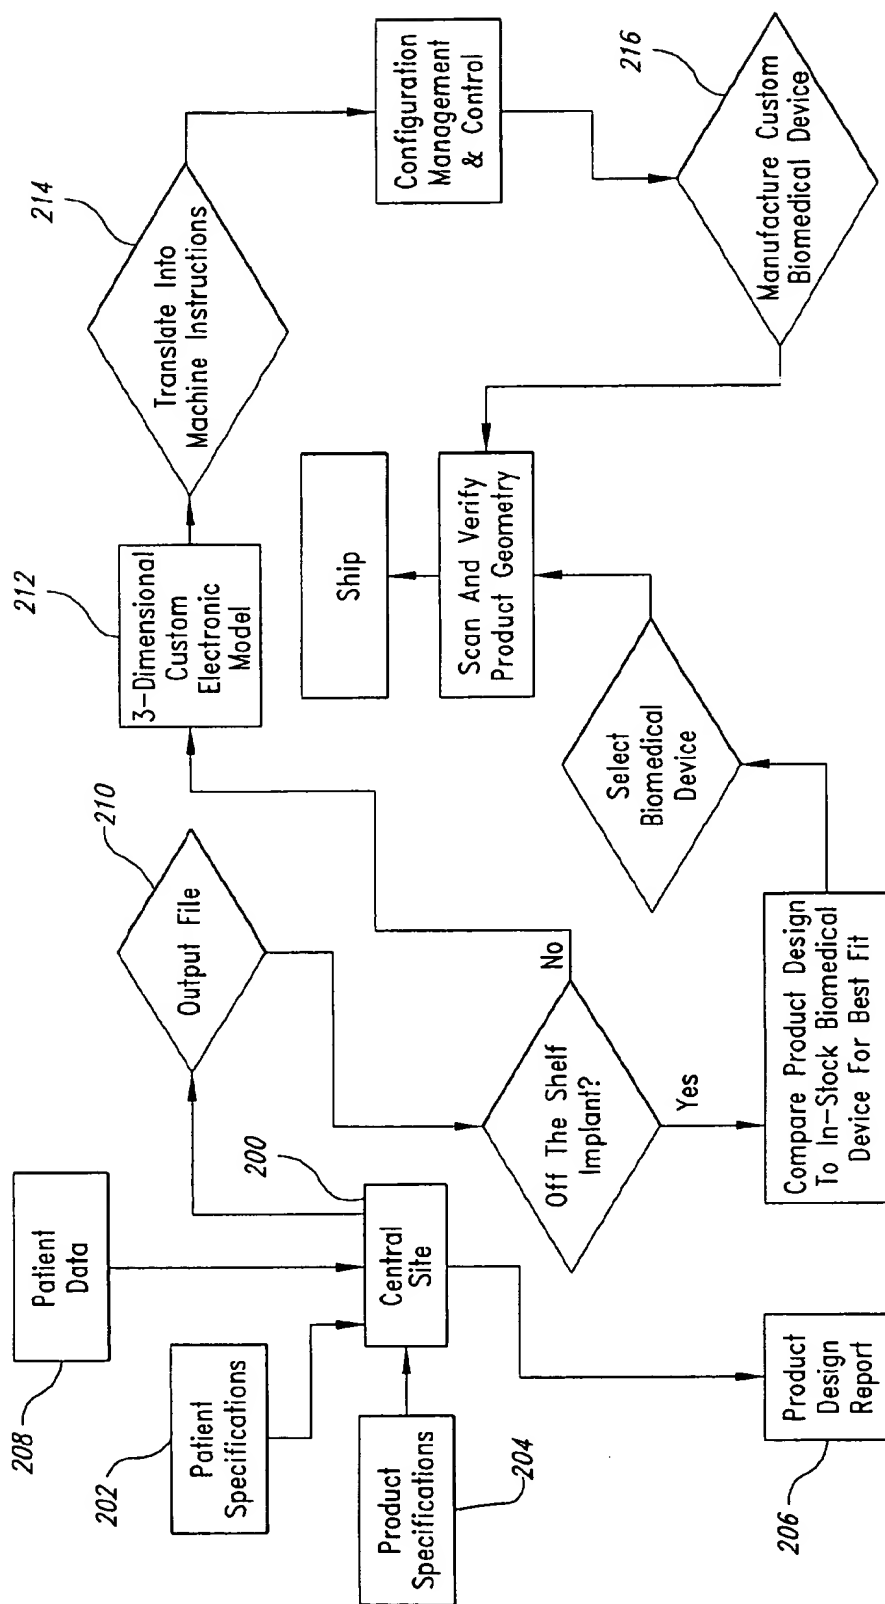 208
Patient
Data
202
Patient
Specifications
204
Product
Specifications
200
Central
Site
206
Product
Design
Report
210
Output File
Off The Shelf
Implant?
No
Yes
Compare Product Design
To In-Stock Biomedical
Device For Best Fit
Select
Biomedical
Device
212
3-Dimensional
Custom
Electronic
Model
214
Translate Into
Machine Instructions
Configuration
Management
& Control
216
Manufacture Custom
Biomedical Device
Scan And Verify
Product Geometry
Ship